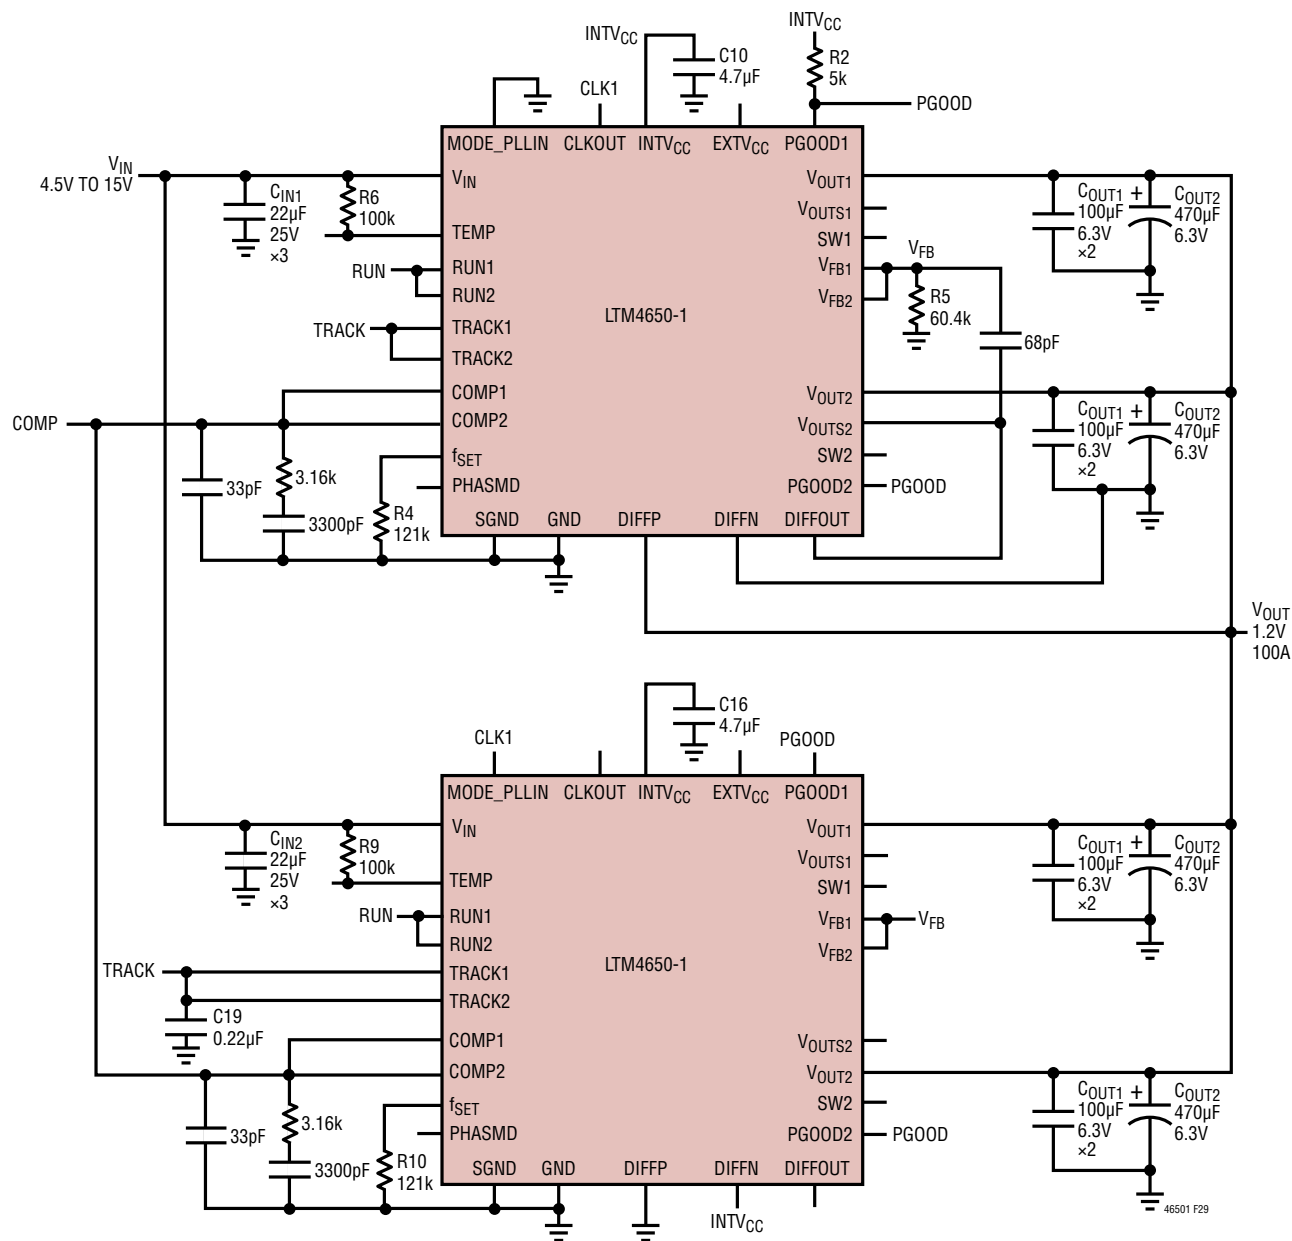 INTVCC
INTVCC
C10
4.7µF
R2
5k
CLK1
PGOOD
MODE_PLLIN
CLKOUT
INTVCC
EXTVCC
PGOOD1
VIN
4.5V TO 15V
CIN1
22µF
25V
×3
R6
100k
VIN
TEMP
RUN
RUN1
RUN2
TRACK
TRACK1
TRACK2
COMP1
COMP
COMP2
fSET
PHASMD
33pF
3.16k
3300pF
R4
121k
SGND
GND
DIFFP
DIFFN
DIFFOUT
LTM4650-1
VOUT1
VOUTS1
SW1
VFB1
VFB2
VFB
R5
60.4k
68pF
VOUT2
VOUTS2
SW2
PGOOD2
PGOOD
COUT1
100µF
6.3V
×2
+
COUT2
470µF
6.3V
COUT1
100µF
6.3V
×2
+
COUT2
470µF
6.3V
VOUT
1.2V
100A
C16
4.7µF
CLK1
PGOOD
MODE_PLLIN
CLKOUT
INTVCC
EXTVCC
PGOOD1
CIN2
22µF
25V
×3
R9
100k
VIN
TEMP
RUN
RUN1
RUN2
TRACK
TRACK1
TRACK2
C19
0.22µF
COMP1
COMP2
fSET
PHASMD
33pF
3.16k
3300pF
R10
121k
SGND
GND
DIFFP
DIFFN
DIFFOUT
INTVCC
LTM4650-1
VOUT1
VOUTS1
SW1
VFB1
VFB2
VFB
VOUTS2
VOUT2
SW2
PGOOD2
PGOOD
COUT1
100µF
6.3V
×2
+
COUT2
470µF
6.3V
COUT1
100µF
6.3V
×2
+
COUT2
470µF
6.3V
46501 F29